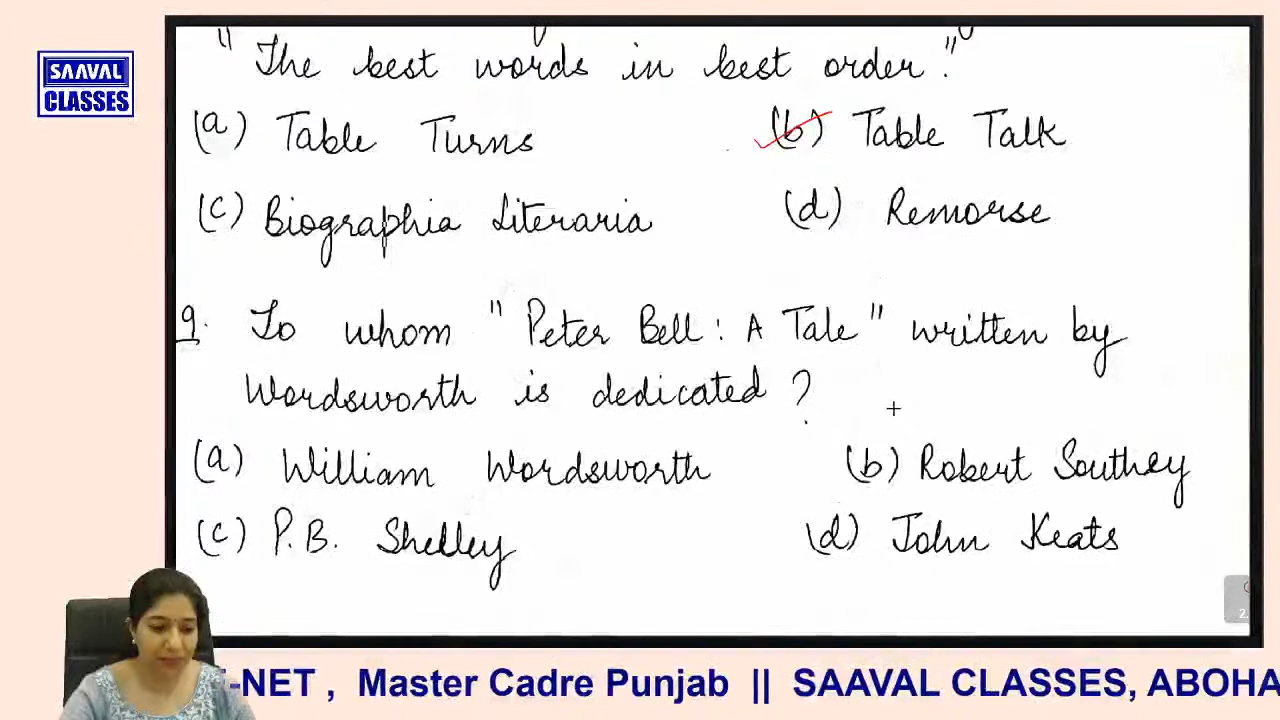 SAAVAL
CLASSES
" The best words in best order."
(a) Table Turns
(b) Table Talk
(c) Biographia Literaria
(d) Remorse
9. To whom "Peter Bell: A Tale" written by
Wordsworth is dedicated?
(a) William Wordsworth
(b) Robert Southey
(c) P.B. Shelley
(d) John Keats
-NET , Master Cadre Punjab || SAAVAL CLASSES, ABOHA